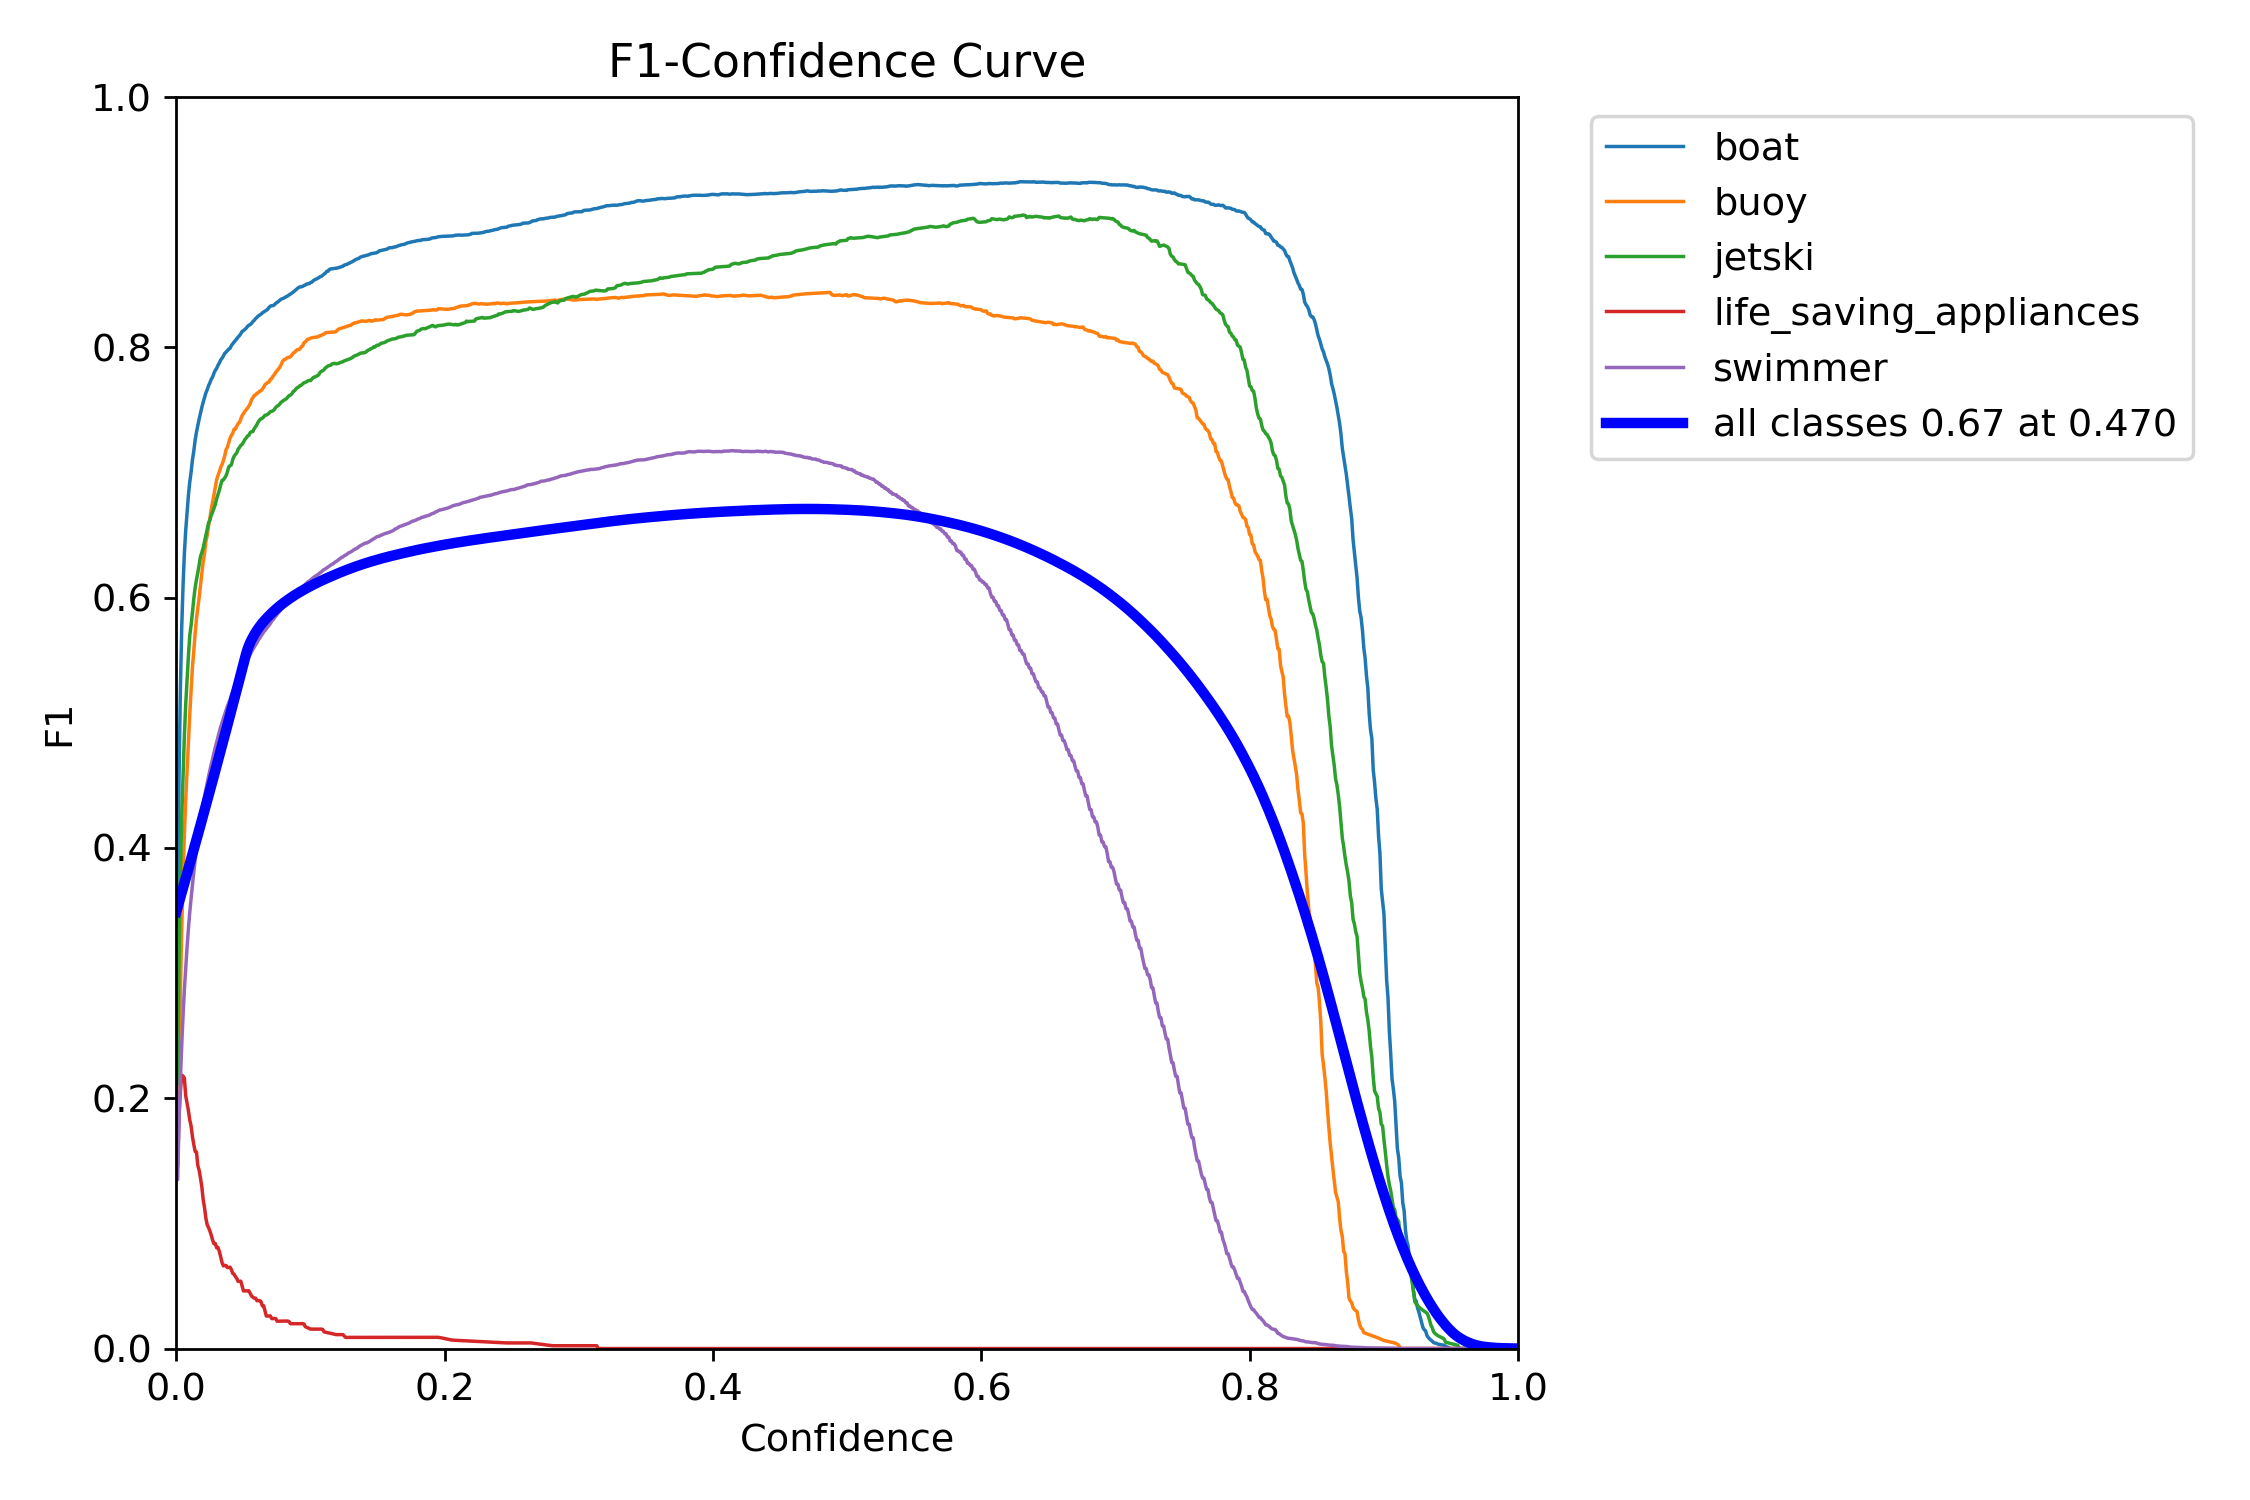 F1-Confidence Curve
1.0
0.8
0.6
0.4
0.2
0.0
F1
0.0 0.2 0.4 0.6 0.8 1.0
Confidence
boat
buoy
jetski
life_saving_appliances
swimmer
all classes 0.67 at 0.470